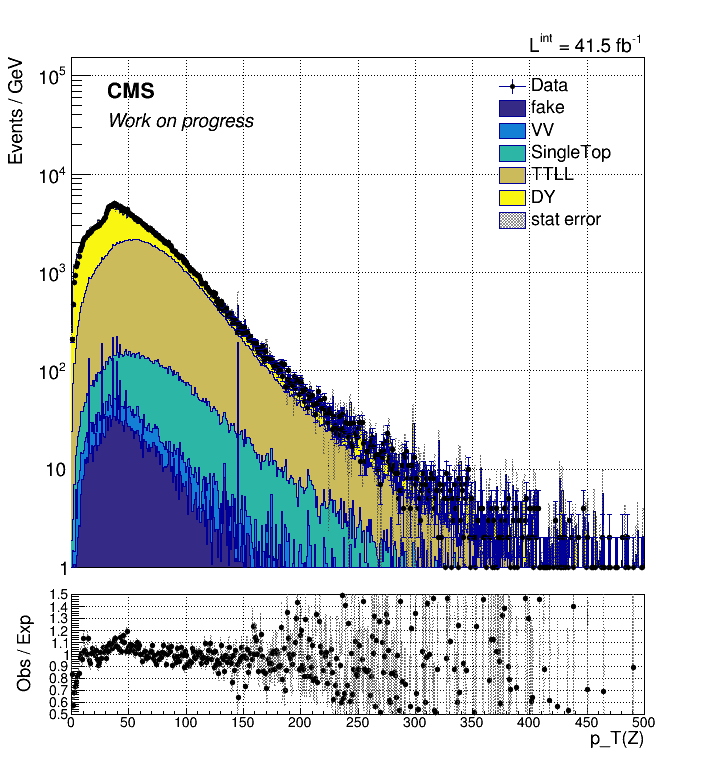 L^int = 41.5 fb^-1
Events / GeV
10^5
10^4
10^3
10^2
10
1
CMS
Work on progress
Data
fake
VV
SingleTop
TTLL
DY
stat error
Obs / Exp
1.5
1.4
1.3
1.2
1.1
1
0.9
0.8
0.7
0.6
0.5
0 50 100 150 200 250 300 350 400 450 500
p_T(Z)